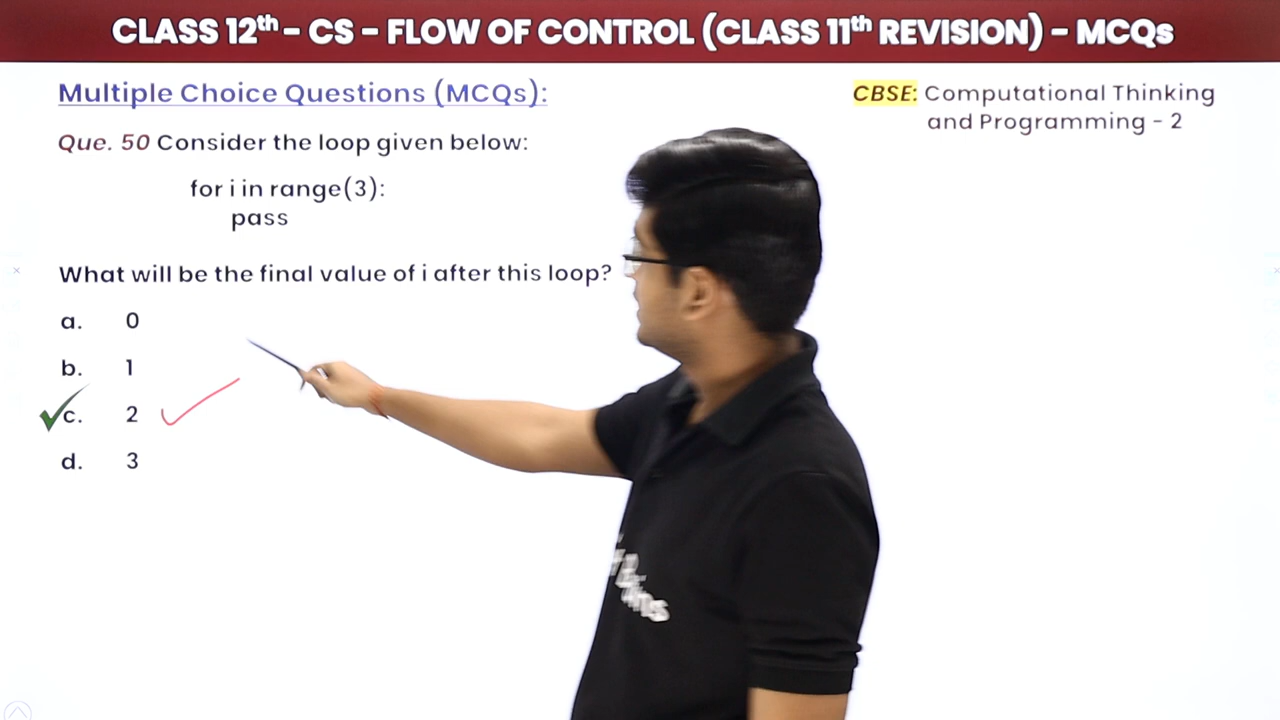 CLASS 12th - CS - FLOW OF CONTROL (CLASS 11th REVISION) - MCQs
Multiple Choice Questions (MCQs):
CBSE: Computational Thinking
and Programming - 2
Que. 50 Consider the loop given below:
for i in range(3):
pass
What will be the final value of i after this loop?
a. 0
b. 1
c. 2
d. 3